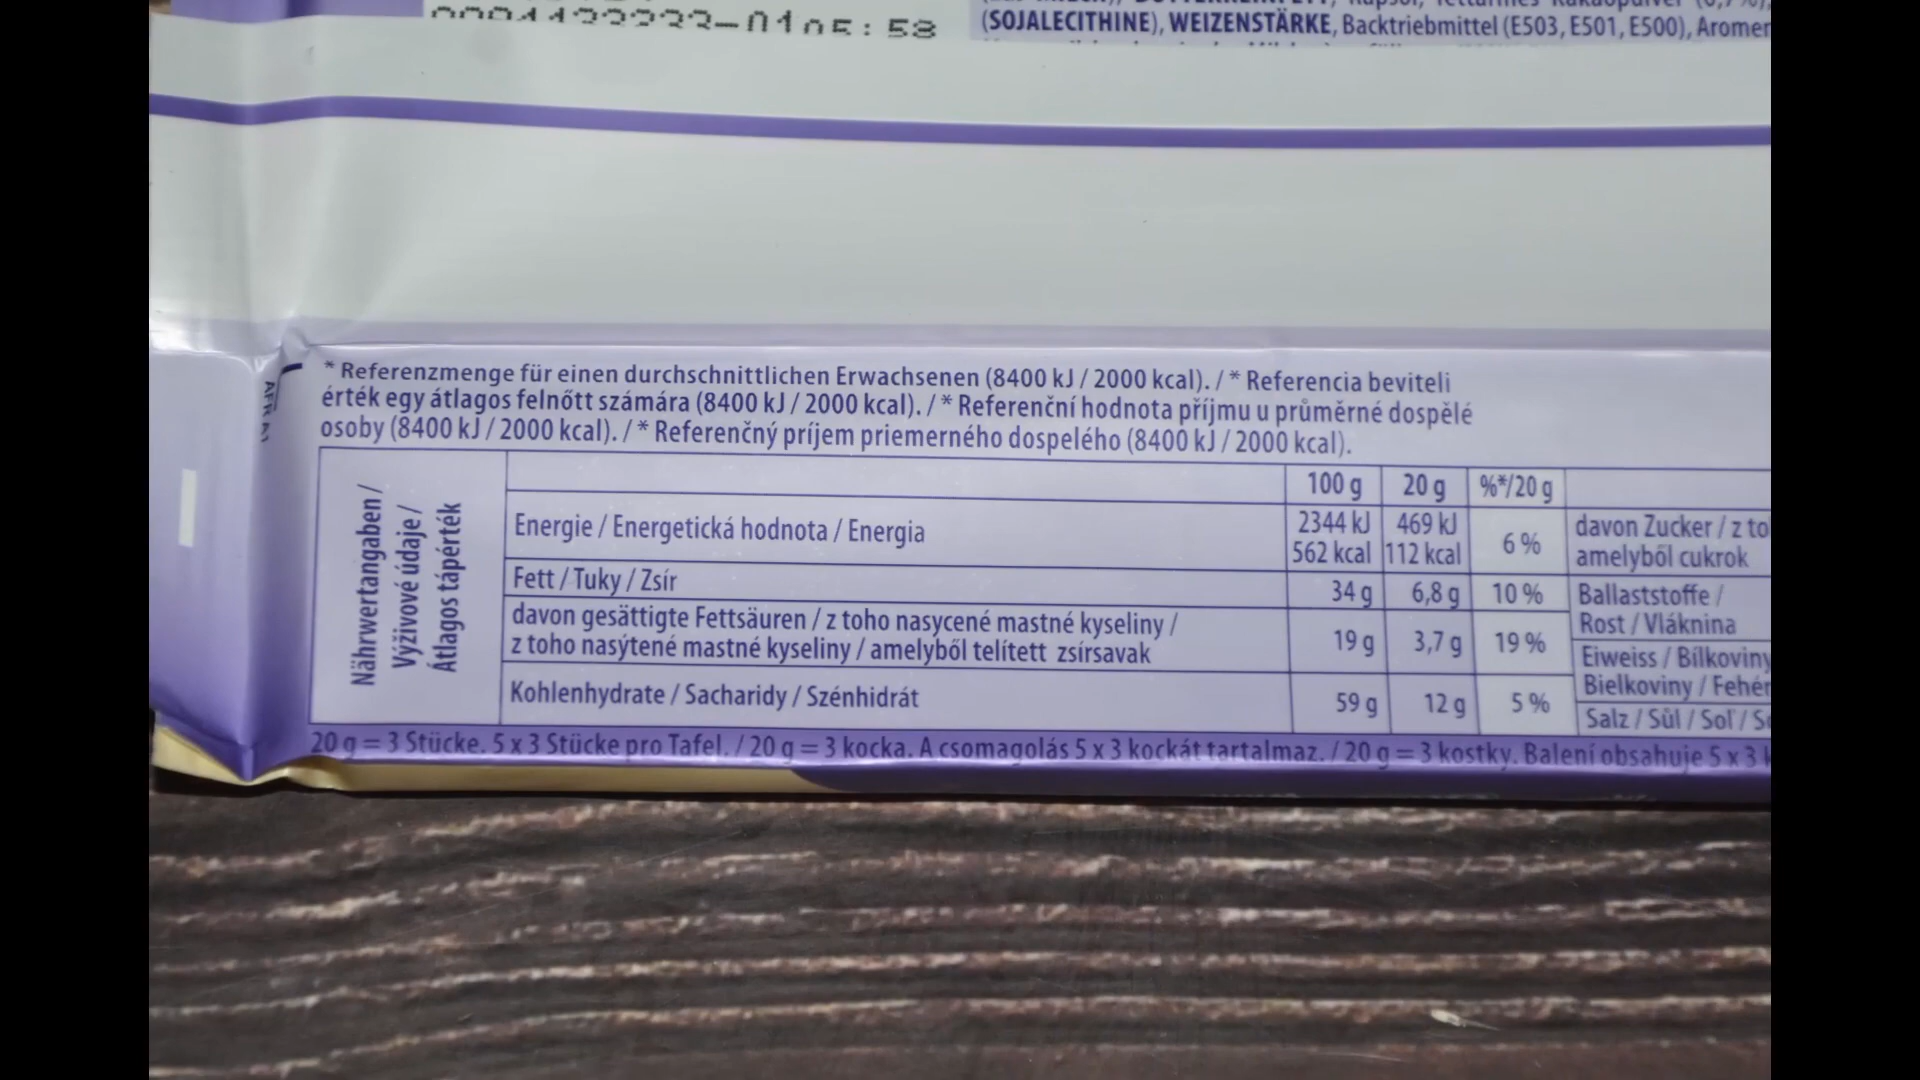 05:58
(SOJALECITHINE), WEIZENSTÄRKE, Backtriebmittel (E503, E501, E500), Aromen
* Referenzmenge für einen durchschnittlichen Erwachsenen (8400 kJ / 2000 kcal). / * Referencia beviteli
érték egy átlagos felnőtt számára (8400 kJ / 2000 kcal). / * Referenční hodnota příjmu u průměrné dospělé
osoby (8400 kJ / 2000 kcal). / * Referenčný príjem priemerného dospelého (8400 kJ / 2000 kcal).
Nährwertangaben /
Výživové údaje /
Átlagos tápérték
100 g 20 g %*/20 g
Energie / Energetická hodnota / Energia
2344 kJ 469 kJ
562 kcal 112 kcal
6 %
Fett / Tuky / Zsír 34 g 6,8 g 10 %
davon gesättigte Fettsäuren / z toho nasycené mastné kyseliny /
z toho nasýtené mastné kyseliny / amelyből telített zsírsavak
19 g 3,7 g 19 %
Kohlenhydrate / Sacharidy / Szénhidrát 59 g 12 g 5 %
davon Zucker / z to
amelyből cukrok
Ballaststoffe /
Rost / Vláknina
Eiweiss / Bílkoviny
Bielkoviny / Fehér
Salz / Sůl / Soľ / S
20 g = 3 Stücke. 5 x 3 Stücke pro Tafel. / 20 g = 3 kocka. A csomagolás 5 x 3 kockát tartalmaz. / 20 g = 3 kostky. Balení obsahuje 5 x 3